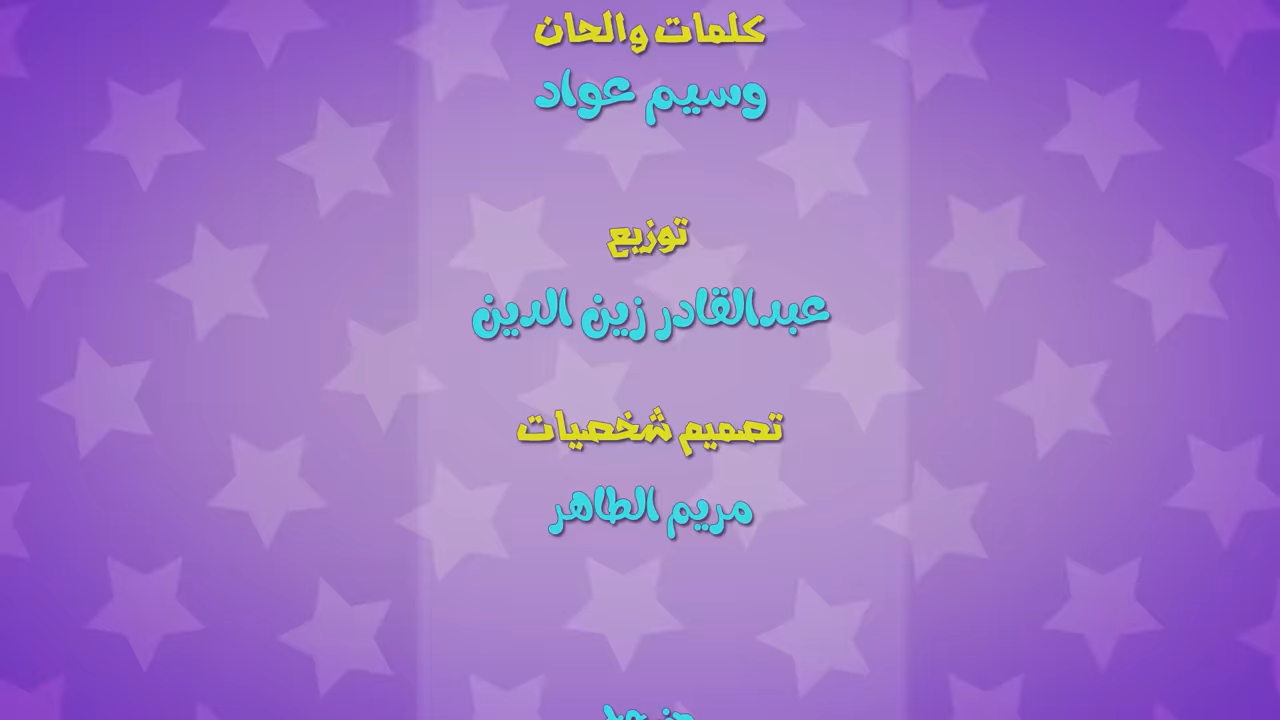 كلمات والحان
وسيم عواد
توزيع
عبدالقادر زين الدين
تصميم شخصيات
مريم الطاهر